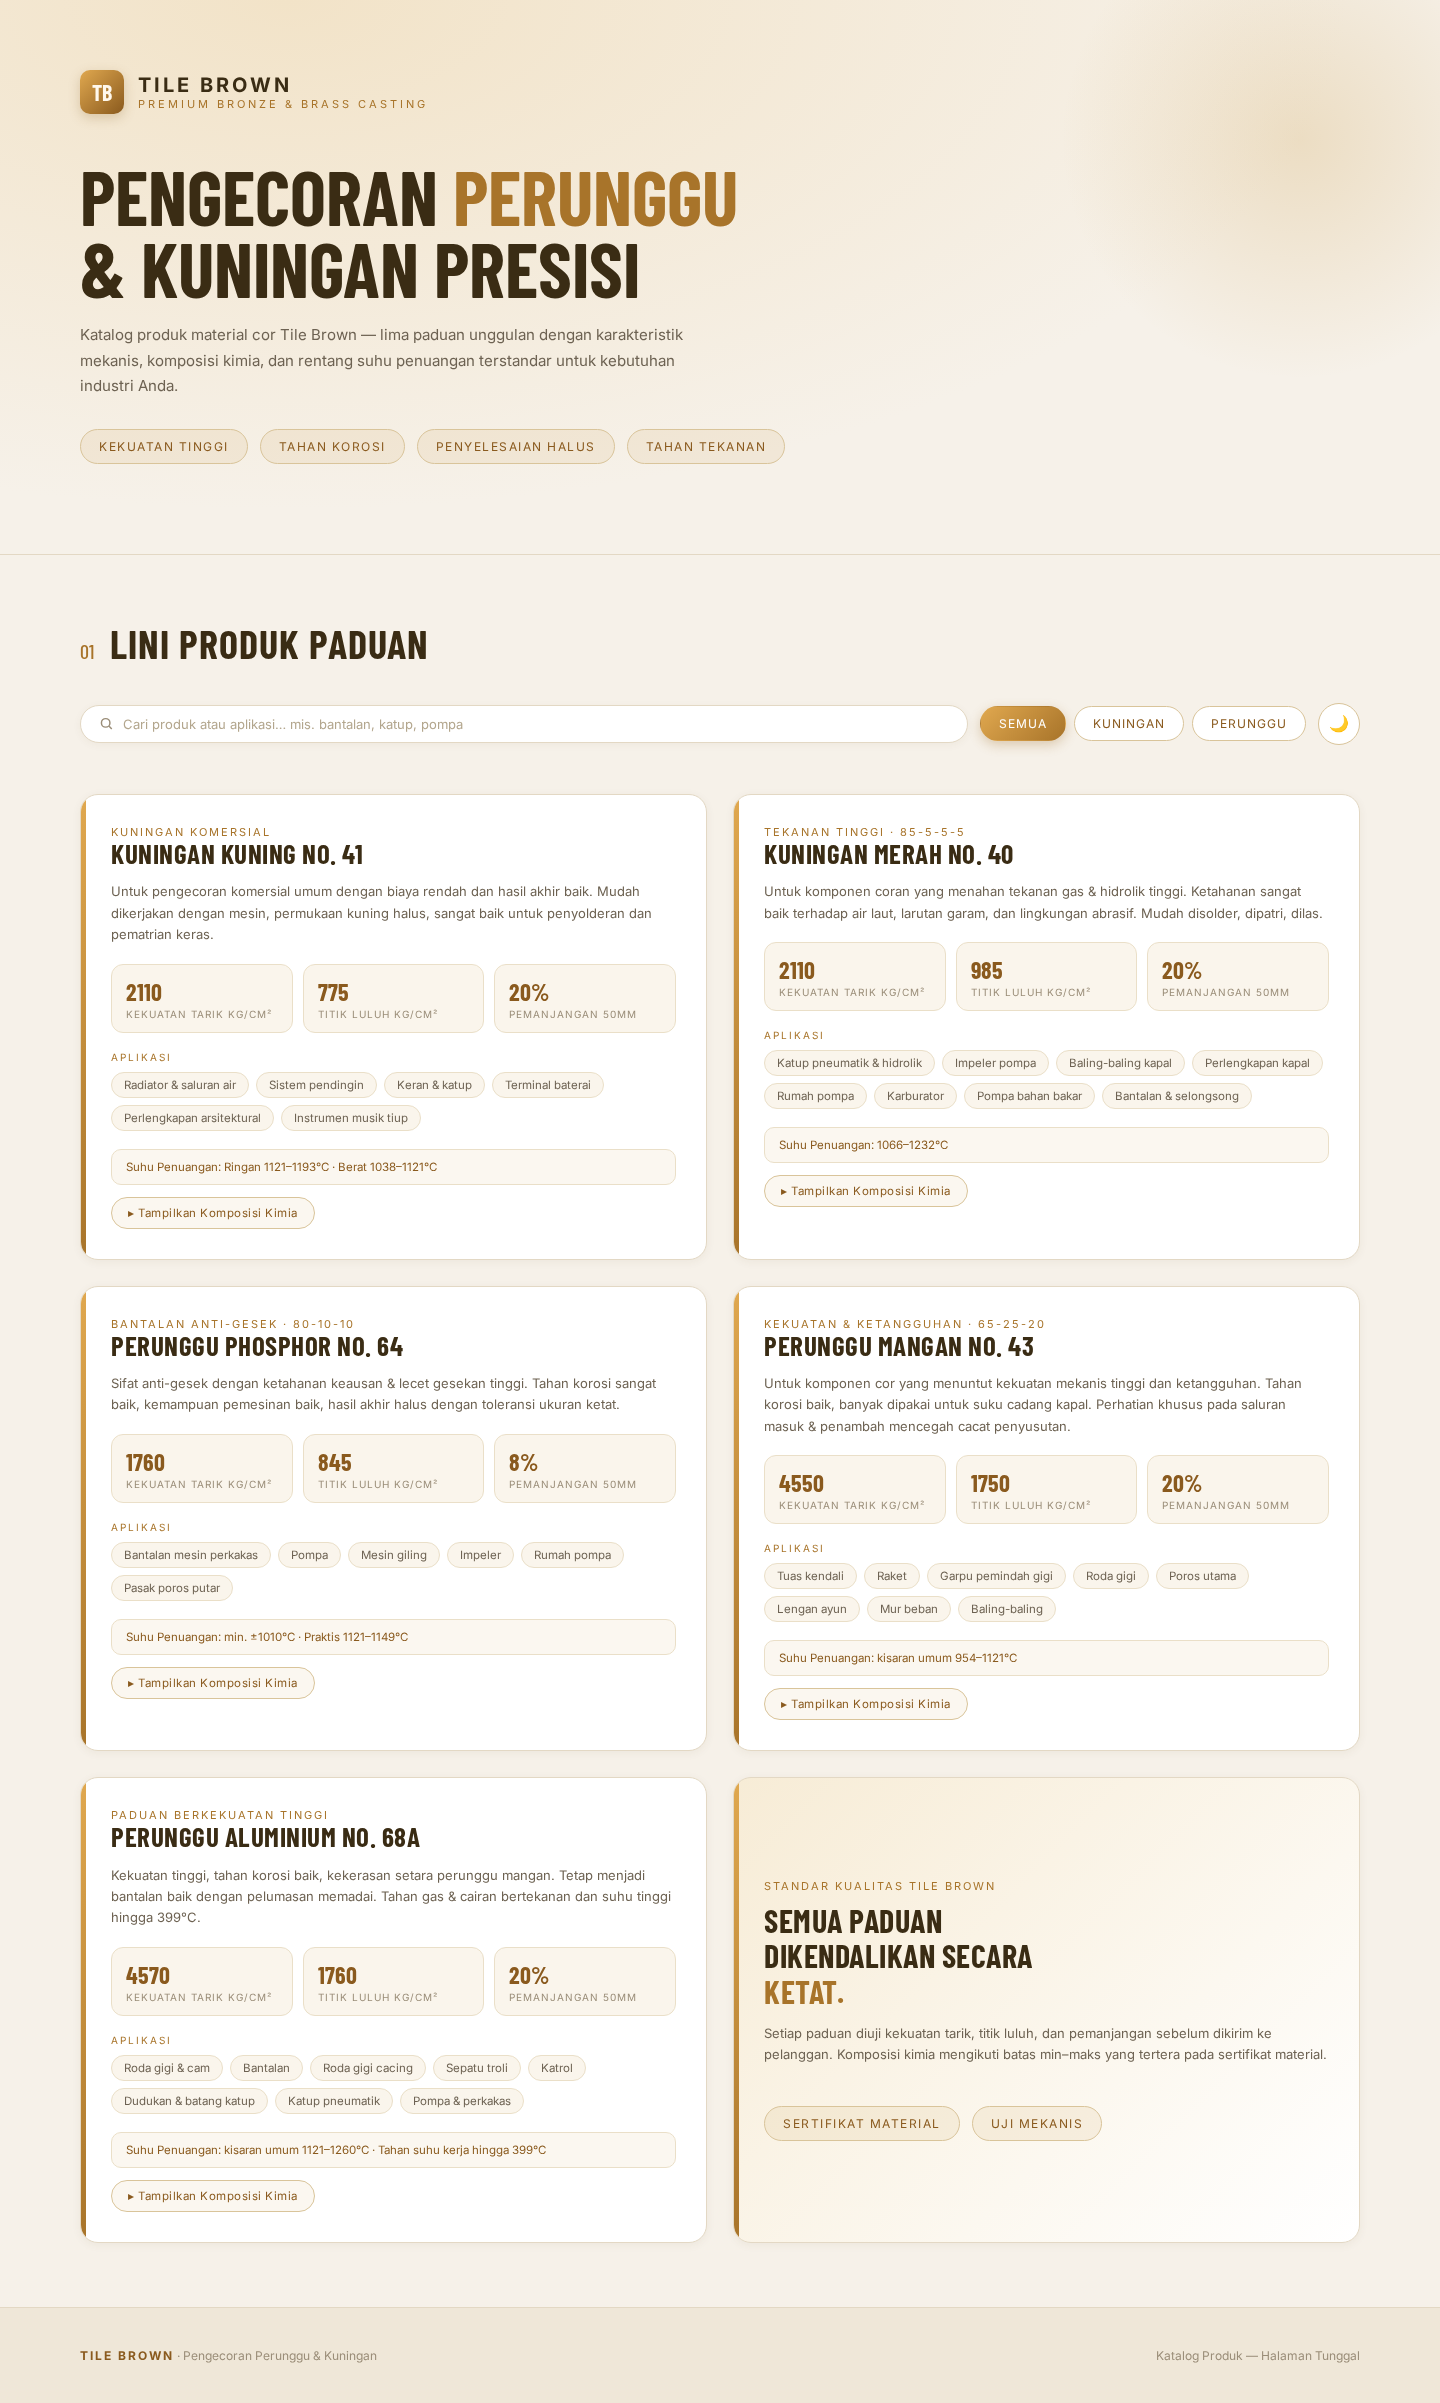 TB
TILE BROWN
PREMIUM BRONZE & BRASS CASTING
PENGECORAN PERUNGGU
& KUNINGAN PRESISI
Katalog produk material cor Tile Brown — lima paduan unggulan dengan karakteristik
mekanis, komposisi kimia, dan rentang suhu penuangan terstandar untuk kebutuhan
industri Anda.
KEKUATAN TINGGI TAHAN KOROSI PENYELESAIAN HALUS TAHAN TEKANAN
01 LINI PRODUK PADUAN
Cari produk atau aplikasi... mis. bantalan, katup, pompa SEMUA KUNINGAN PERUNGGU
KUNINGAN KOMERSIAL
KUNINGAN KUNING NO. 41
Untuk pengecoran komersial umum dengan biaya rendah dan hasil akhir baik. Mudah
dikerjakan dengan mesin, permukaan kuning halus, sangat baik untuk penyolderan dan
pematrian keras.
2110 775 20%
KEKUATAN TARIK KG/CM² TITIK LULUH KG/CM² PEMANJANGAN 50MM
APLIKASI
Radiator & saluran air Sistem pendingin Keran & katup Terminal baterai
Perlengkapan arsitektural Instrumen musik tiup
Suhu Penuangan: Ringan 1121–1193°C · Berat 1038–1121°C
▸ Tampilkan Komposisi Kimia
TEKANAN TINGGI · 85-5-5-5
KUNINGAN MERAH NO. 40
Untuk komponen coran yang menahan tekanan gas & hidrolik tinggi. Ketahanan sangat
baik terhadap air laut, larutan garam, dan lingkungan abrasif. Mudah disolder, dipatri, dilas.
2110 985 20%
KEKUATAN TARIK KG/CM² TITIK LULUH KG/CM² PEMANJANGAN 50MM
APLIKASI
Katup pneumatik & hidrolik Impeler pompa Baling-baling kapal Perlengkapan kapal
Rumah pompa Karburator Pompa bahan bakar Bantalan & selongsong
Suhu Penuangan: 1066–1232°C
▸ Tampilkan Komposisi Kimia
BANTALAN ANTI-GESEK · 80-10-10
PERUNGGU PHOSPHOR NO. 64
Sifat anti-gesek dengan ketahanan keausan & lecet gesekan tinggi. Tahan korosi sangat
baik, kemampuan pemesinan baik, hasil akhir halus dengan toleransi ukuran ketat.
1760 845 8%
KEKUATAN TARIK KG/CM² TITIK LULUH KG/CM² PEMANJANGAN 50MM
APLIKASI
Bantalan mesin perkakas Pompa Mesin giling Impeler Rumah pompa
Pasak poros putar
Suhu Penuangan: min. ±1010°C · Praktis 1121–1149°C
▸ Tampilkan Komposisi Kimia
KEKUATAN & KETANGGUHAN · 65-25-20
PERUNGGU MANGAN NO. 43
Untuk komponen cor yang menuntut kekuatan mekanis tinggi dan ketangguhan. Tahan
korosi baik, banyak dipakai untuk suku cadang kapal. Perhatian khusus pada saluran
masuk & penambah mencegah cacat penyusutan.
4550 1750 20%
KEKUATAN TARIK KG/CM² TITIK LULUH KG/CM² PEMANJANGAN 50MM
APLIKASI
Tuas kendali Raket Garpu pemindah gigi Roda gigi Poros utama
Lengan ayun Mur beban Baling-baling
Suhu Penuangan: kisaran umum 954–1121°C
▸ Tampilkan Komposisi Kimia
PADUAN BERKEKUATAN TINGGI
PERUNGGU ALUMINIUM NO. 68A
Kekuatan tinggi, tahan korosi baik, kekerasan setara perunggu mangan. Tetap menjadi
bantalan baik dengan pelumasan memadai. Tahan gas & cairan bertekanan dan suhu tinggi
hingga 399°C.
4570 1760 20%
KEKUATAN TARIK KG/CM² TITIK LULUH KG/CM² PEMANJANGAN 50MM
APLIKASI
Roda gigi & cam Bantalan Roda gigi cacing Sepatu troli Katrol
Dudukan & batang katup Katup pneumatik Pompa & perkakas
Suhu Penuangan: kisaran umum 1121–1260°C · Tahan suhu kerja hingga 399°C
▸ Tampilkan Komposisi Kimia
STANDAR KUALITAS TILE BROWN
SEMUA PADUAN
DIKENDALIKAN SECARA
KETAT.
Setiap paduan diuji kekuatan tarik, titik luluh, dan pemanjangan sebelum dikirim ke
pelanggan. Komposisi kimia mengikuti batas min–maks yang tertera pada sertifikat material.
SERTIFIKAT MATERIAL UJI MEKANIS
TILE BROWN · Pengecoran Perunggu & Kuningan
Katalog Produk — Halaman Tunggal